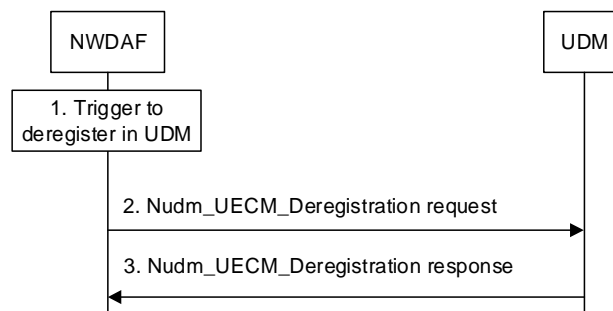 NWDAF
UDM
1. Trigger to
deregister in UDM
2. Nudm_UECM_Deregistration request
3. Nudm_UECM_Deregistration response